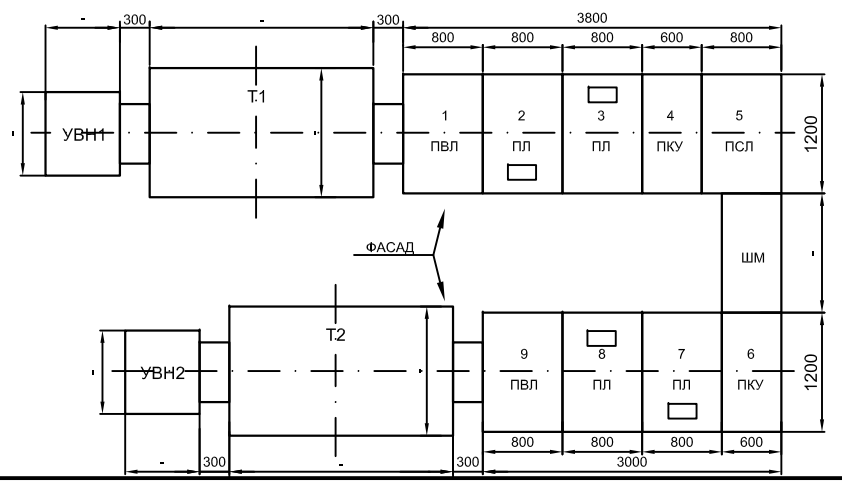 - 300 - 300 3800
800 800 800 600 800
УВН1 Т.1 - -
1 2 3 4 5
ПВЛ ПЛ ПЛ ПКУ ПСЛ
1200
ФАСАД
ШМ -
УВН2 Т.2 - -
9 8 7 6
ПВЛ ПЛ ПЛ ПКУ
1200
800 800 800 600
- 300 - 300 3000